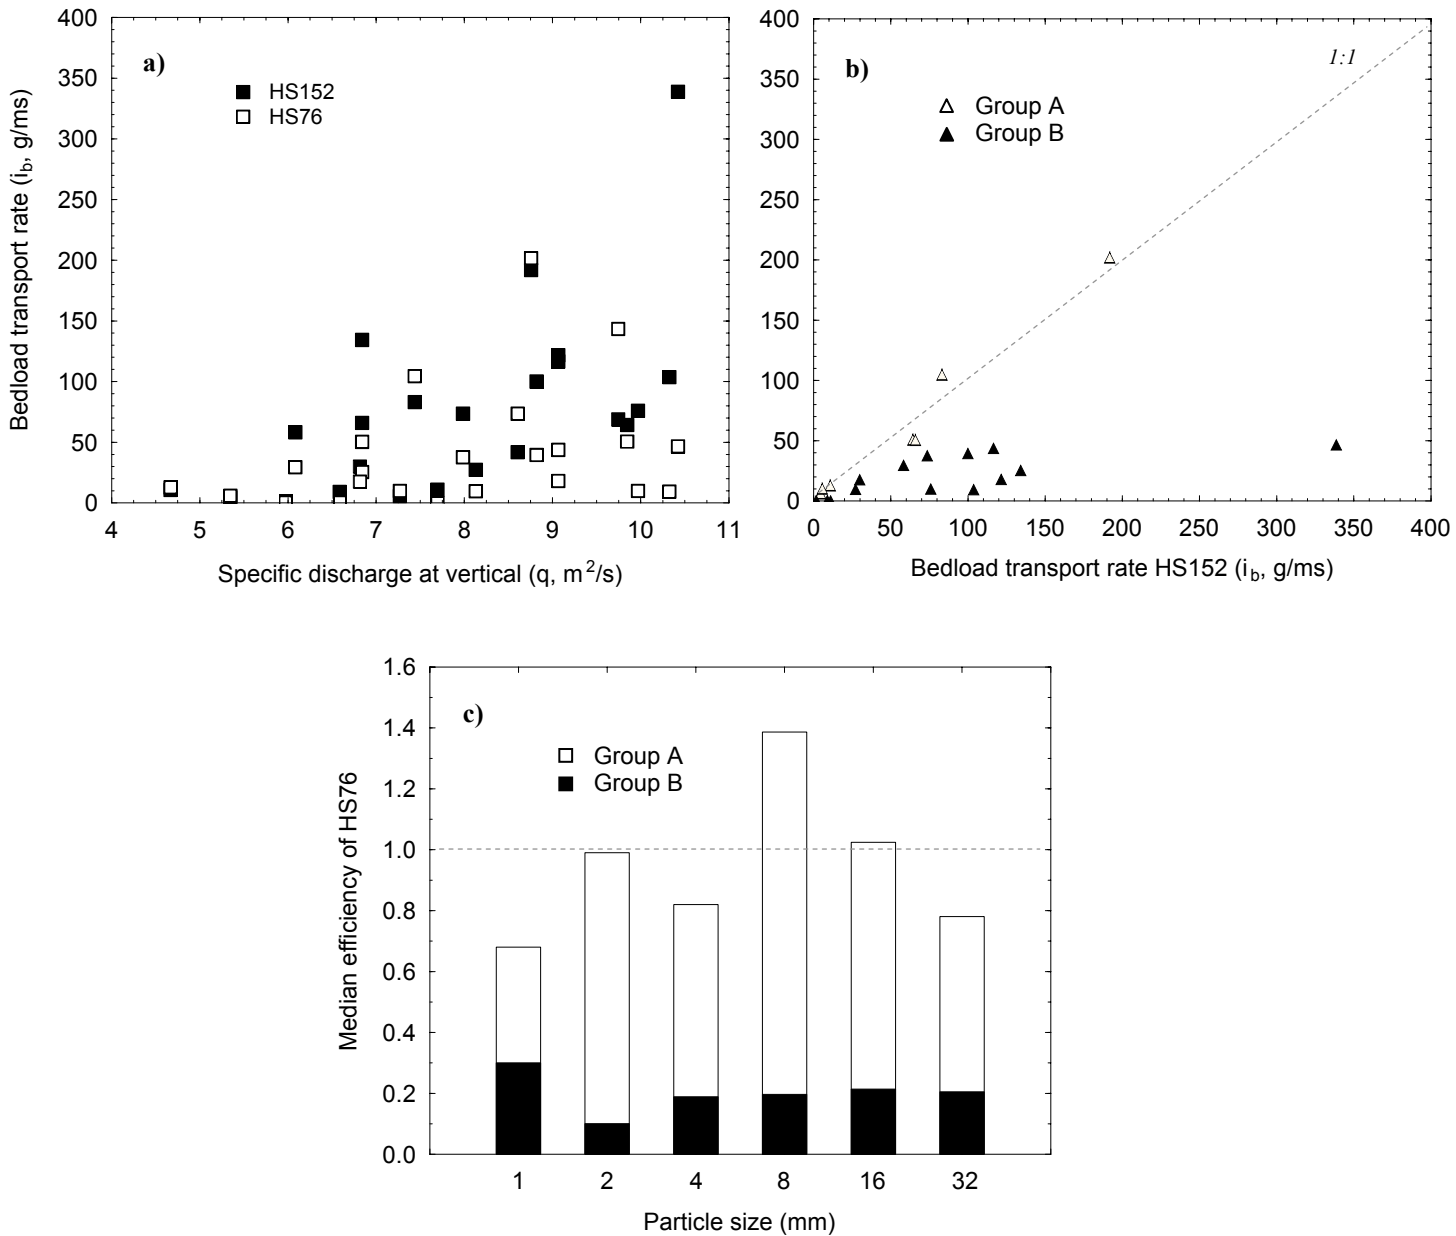 a)
HS152
HS76
Bedload transport rate (i_b, g/ms)
400
350
300
250
200
150
100
50
0
4 5 6 7 8 9 10 11
Specific discharge at vertical (q, m²/s)
b)
1:1
Group A
Group B
400
350
300
250
200
150
100
50
0
0 50 100 150 200 250 300 350 400
Bedload transport rate HS152 (i_b, g/ms)
c)
Group A
Group B
Median efficiency of HS76
1.6
1.4
1.2
1.0
0.8
0.6
0.4
0.2
0.0
1 2 4 8 16 32
Particle size (mm)